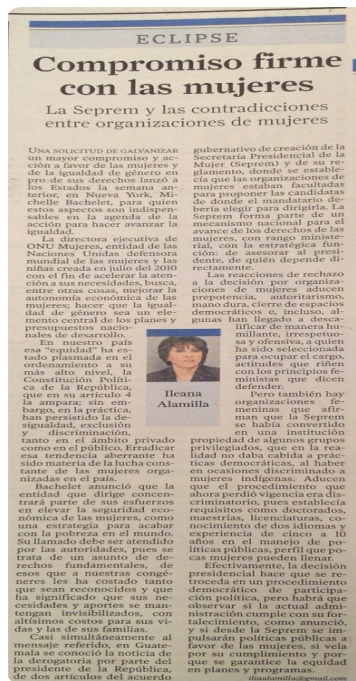 ECLIPSE
Compromiso firme
con las mujeres
La Seprem y las contradicciones
entre organizaciones de mujeres
UNA SOLICITUD DE GALVANIZAR
un mayor compromiso y ac-
ción a favor de las mujeres y
de la igualdad de género en
pro de sus derechos lanzó a
los Estados la semana ante-
rior, en Nueva York, Mi-
chelle Bachelet, para quien
estos aspectos son indispen-
sables en la agenda de la
acción para hacer avanzar la
igualdad.
La directora ejecutiva de
ONU Mujeres, entidad de las
Naciones Unidas defensora
mundial de las mujeres y las
niñas creada en julio del 2010
con el fin de acelerar la aten-
ción a sus necesidades, busca,
entre otras cosas, mejorar la
autonomía económica de las
mujeres; hacer que la igual-
dad de género sea un ele-
mento central de los planes y
presupuestos nacio-
nales de desarrollo.
En nuestro país
esa "equidad" ha es-
tado plasmada en el
ordenamiento a su
más alto nivel, la
Constitución Políti-
ca de la República,
que en su artículo 4
la ampara; sin em-
bargo, en la práctica,
han persistido la de-
sigualdad, exclusión
y discriminación,
tanto en el ámbito privado
como en el público. Erradicar
esa tendencia aberrante ha
sido materia de la lucha cons-
tante de las mujeres orga-
nizadas en el país.
Bachelet anunció que la
entidad que dirige concen-
trará parte de sus esfuerzos
en elevar la seguridad eco-
nómica de las mujeres, como
una estrategia para acabar
con la pobreza en el mundo.
Su llamado debe ser atendido
por las autoridades, pues se
trata de un asunto de de-
rechos fundamentales, de
esos que a nuestras congé-
neres les ha costado tanto
que sean reconocidos y que
ha significado que sus ne-
cesidades y aportes se man-
tengan invisibilizados, con
altísimos costos para sus vi-
das y las de sus familias.
Casi simultáneamente al
mensaje referido, en Guate-
mala se conoció la noticia de
la derogatoria por parte del
presidente de la República,
de dos artículos del acuerdo
Ileana
Alamilla
gubernativo de creación de la
Secretaría Presidencial de la
Mujer (Seprem) y de su re-
glamento, donde se estable-
cía que las organizaciones de
mujeres estaban facultadas
para proponer las candidatas
de donde el mandatario de-
bería elegir para dirigirla. La
Seprem forma parte de un
mecanismo nacional para el
avance de los derechos de las
mujeres, con rango ministe-
rial, con la estratégica fun-
ción: de asesorar al presi-
dente, de quién depende di-
rectamente.
Las reacciones de rechazo
a la decisión por organiza-
ciones de mujeres aducen
prepotencia, autoritarismo,
mano dura, cierre de espacios
democráticos e, incluso, al-
gunas han llegado a desca-
lificar de manera hu-
millante, irrespetuo-
sa y ofensiva, a quien
ha sido seleccionada
para ocupar el cargo,
actitudes que riñen
con los principios fe-
ministas que dicen
defender.
Pero también hay
organizaciones fe-
meninas que afir-
man que la Seprem
se había convertido
en una institución
propiedad de algunos grupos
privilegiados, que en la rea-
lidad no daba cabida a prác-
ticas democráticas, al haber
en ocasiones discriminado a
mujeres indígenas. Aducen
que el procedimiento que
ahora perdió vigencia era dis-
criminatorio, pues establecía
requisitos como doctorados,
maestrías, licenciaturas, co-
nocimiento de dos idiomas y
experiencia de cinco a 10
años en el manejo de po-
líticas públicas, perfil que po-
cas mujeres pueden llenar.
Efectivamente, la decisión
presidencial hace que se re-
troceda en un procedimiento
democrático de participa-
ción política, pero habrá que
observar si la actual admi-
nistración cumple con su for-
talecimiento, como anunció,
y si desde la Seprem se im-
pulsarán políticas públicas a
favor de las mujeres, si vela
por su cumplimiento y por-
que se garantice la equidad
en planes y programas.
iliaalamilla@gmail.com